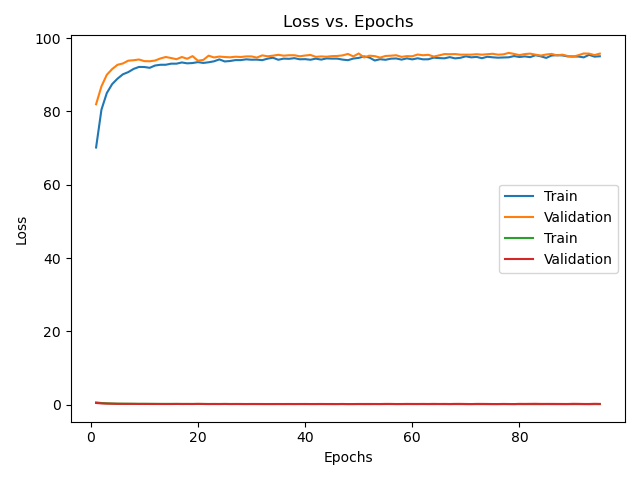 Loss vs. Epochs
100
80
60
40
20
0
Loss
Train
Validation
Train
Validation
0 20 40 60 80
Epochs